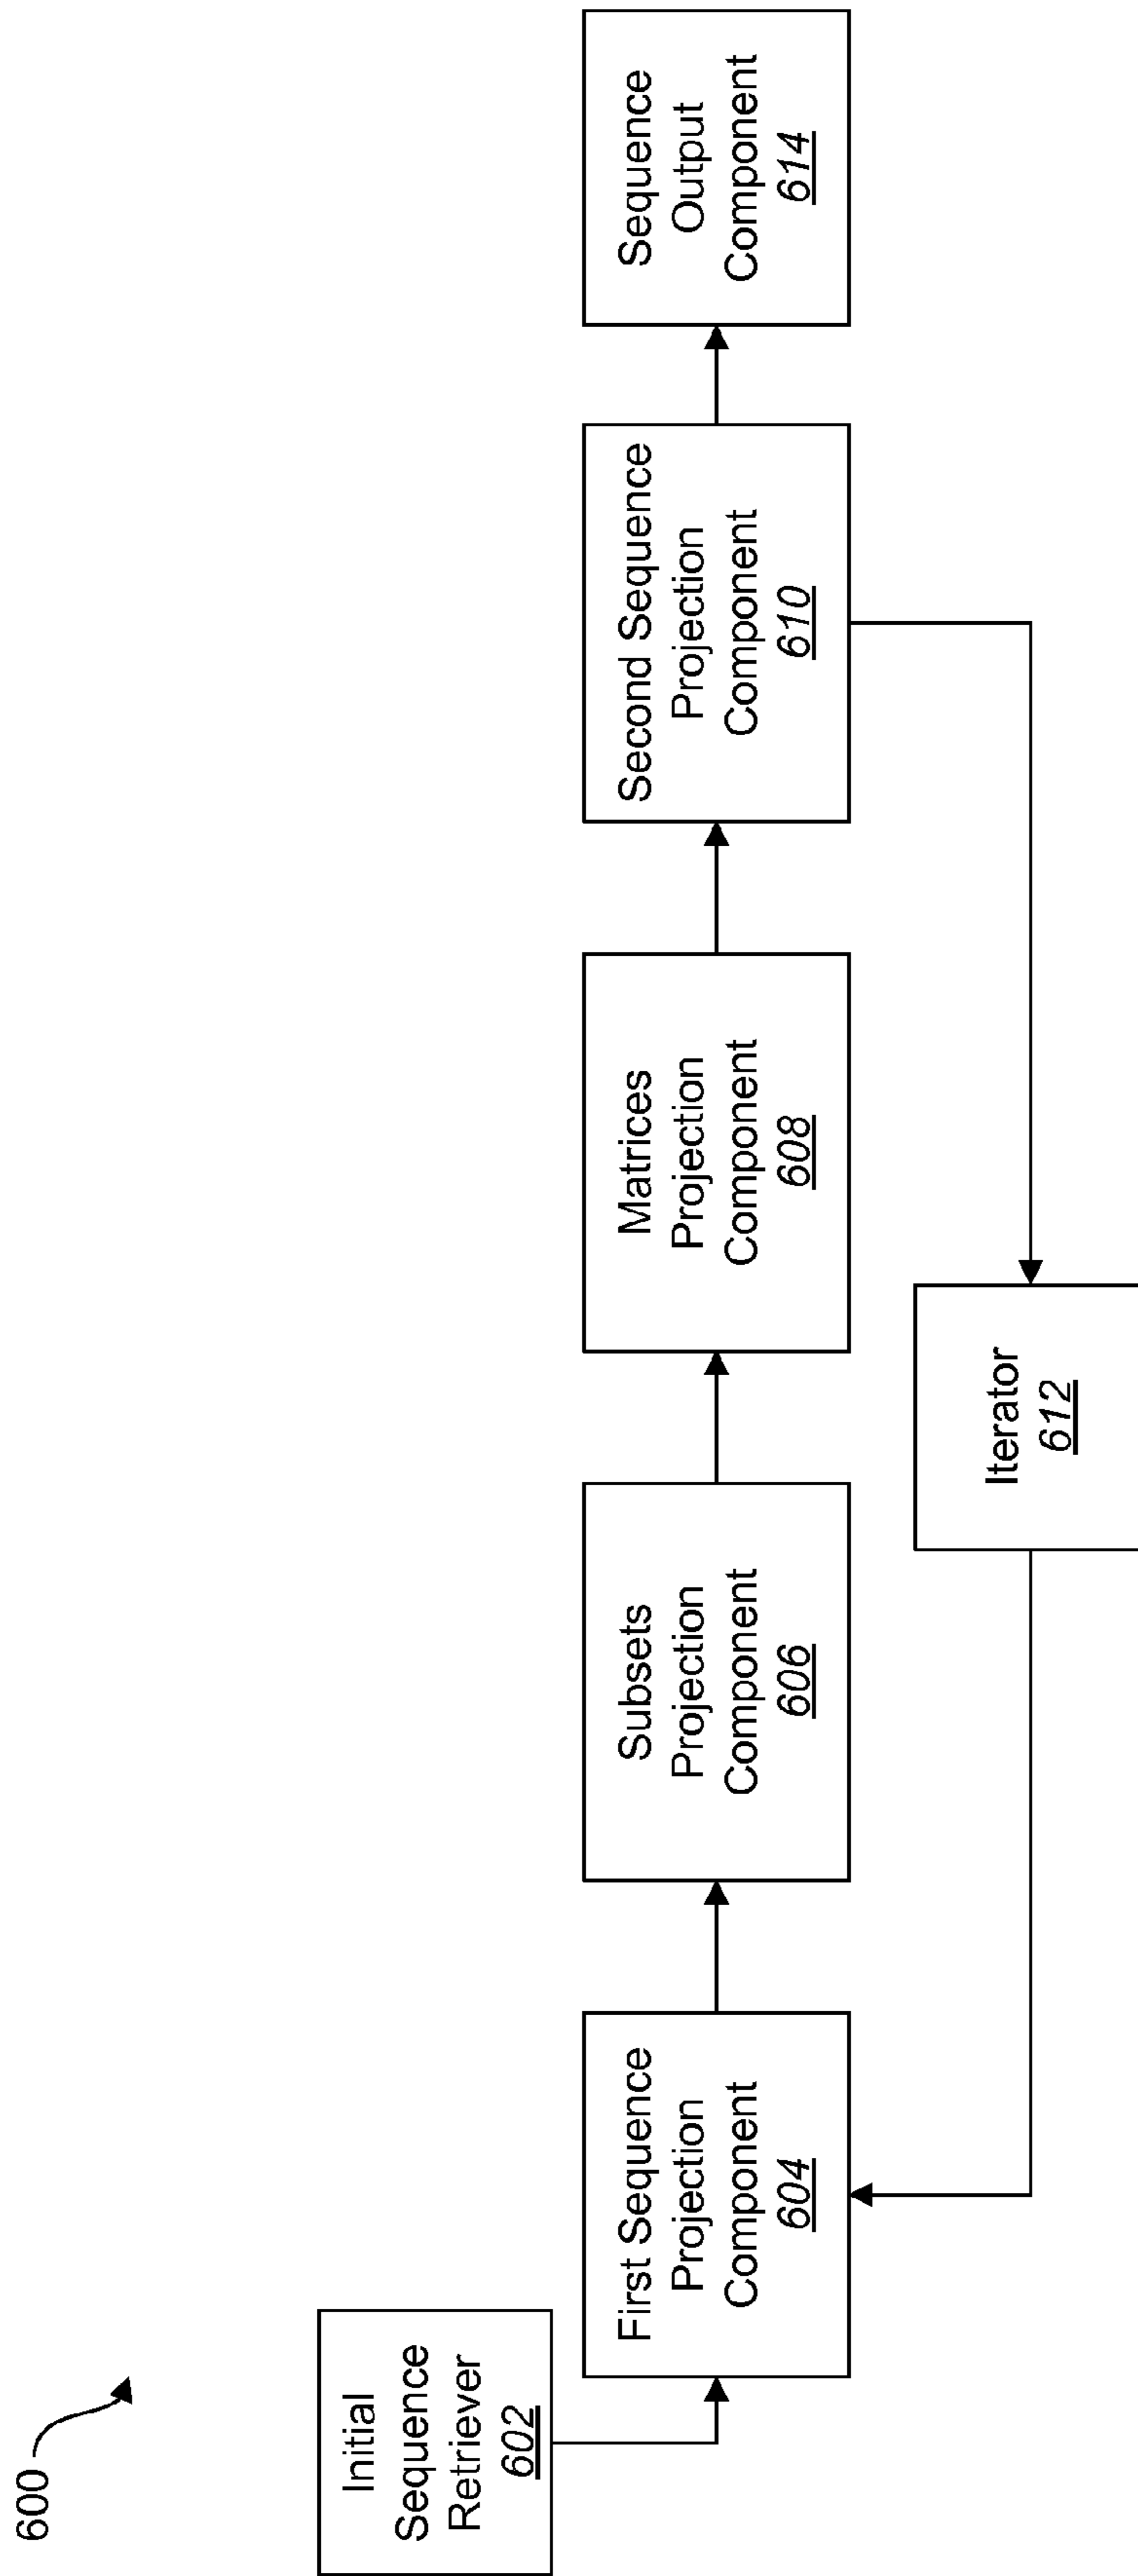 600
Initial
Sequence
Retriever
602
First Sequence
Projection
Component
604
Subsets
Projection
Component
606
Matrices
Projection
Component
608
Second Sequence
Projection
Component
610
Sequence
Output
Component
614
Iterator
612